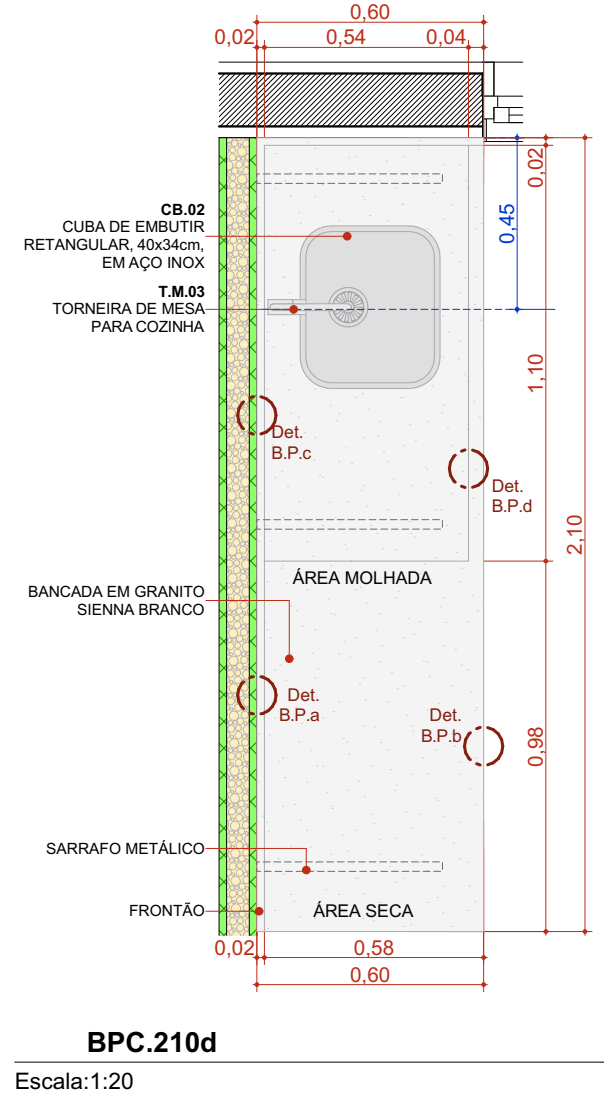 0,60
0,02
0,54
0,04
0,02
0,45
CB.02
CUBA DE EMBUTIR
RETANGULAR, 40x34cm,
EM AÇO INOX
T.M.03
TORNEIRA DE MESA
PARA COZINHA
1,10
Det.
B.P.c
Det.
B.P.d
2,10
ÁREA MOLHADA
BANCADA EM GRANITO
SIENNA BRANCO
Det.
B.P.a
Det.
B.P.b
0,98
SARRAFO METÁLICO
FRONTÃO
ÁREA SECA
0,02
0,58
0,60
BPC.210d
Escala:1:20